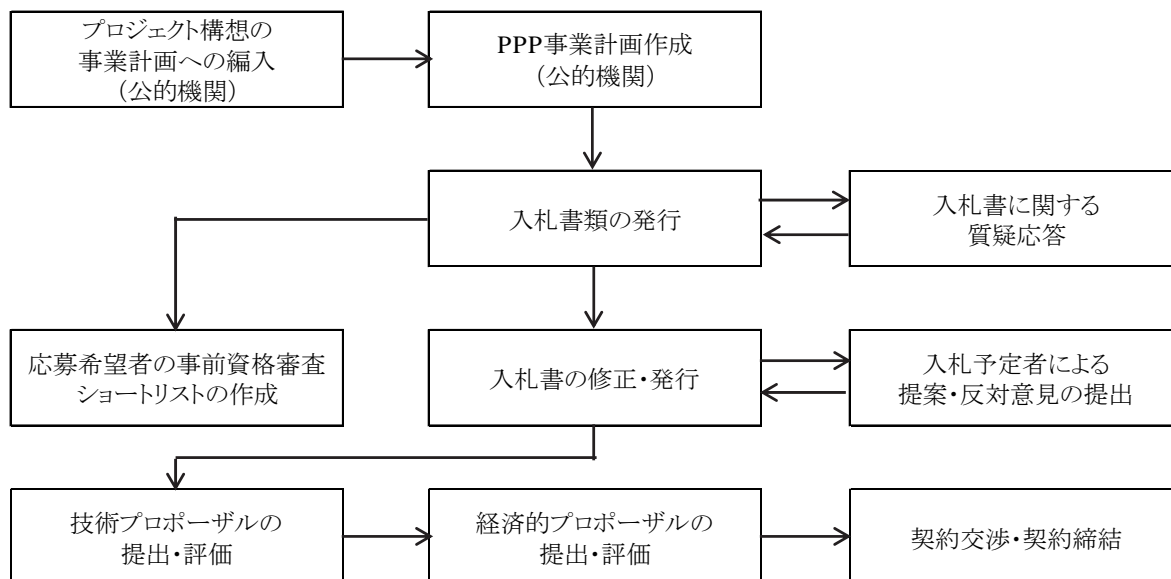 プロジェクト構想の
事業計画への編入
（公的機関）
PPP事業計画作成
（公的機関）
入札書類の発行
入札書に関する
質疑応答
応募希望者の事前資格審査
ショートリストの作成
入札書の修正・発行
入札予定者による
提案・反対意見の提出
技術プロポーザルの
提出・評価
経済的プロポーザルの
提出・評価
契約交渉・契約締結